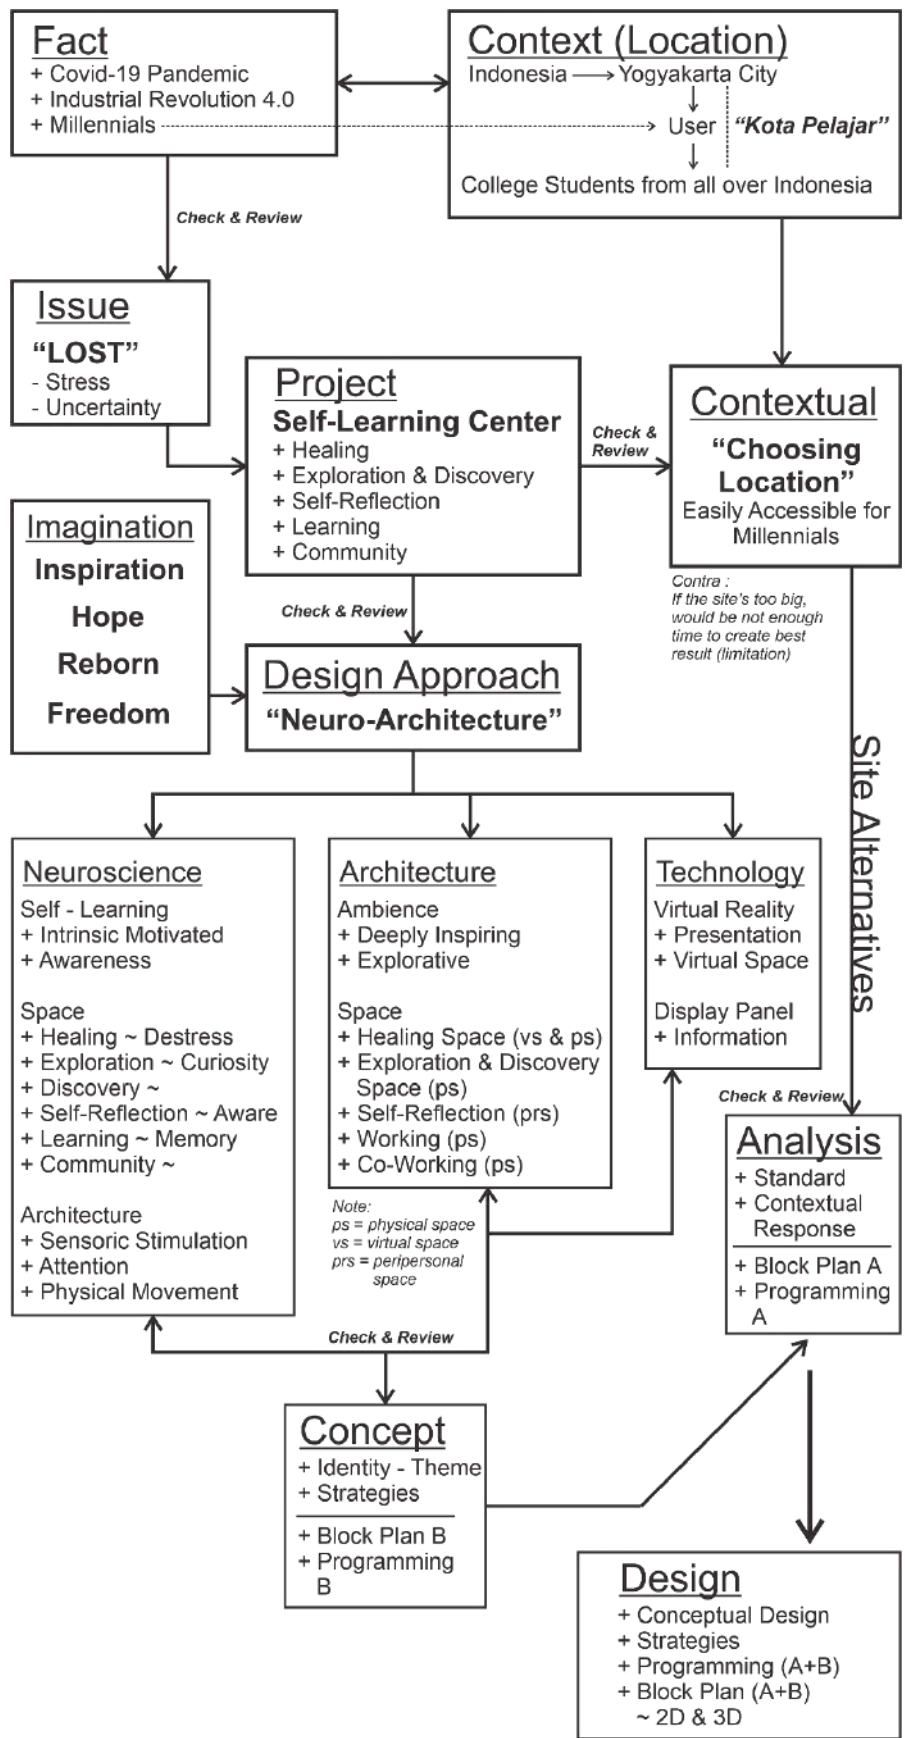 Fact
+ Covid-19 Pandemic
+ Industrial Revolution 4.0
+ Millennials
Context (Location)
Indonesia → Yogyakarta City
User "Kota Pelajar"
College Students from all over Indonesia
Check & Review
Issue
“LOST”
- Stress
- Uncertainty
Project
Self-Learning Center
+ Healing
+ Exploration & Discovery
+ Self-Reflection
+ Learning
+ Community
Check &
Review
Contextual
“Choosing
Location”
Easily Accessible for
Millennials
Contra :
If the site's too big,
would be not enough
time to create best
result (limitation)
Imagination
Inspiration
Hope
Reborn
Freedom
Check & Review
Design Approach
“Neuro-Architecture”
Site Alternatives
Neuroscience
Self - Learning
+ Intrinsic Motivated
+ Awareness
Space
+ Healing ~ Destress
+ Exploration ~ Curiosity
+ Discovery ~
+ Self-Reflection ~ Aware
+ Learning ~ Memory
+ Community ~
Architecture
+ Sensoric Stimulation
+ Attention
+ Physical Movement
Architecture
Ambience
+ Deeply Inspiring
+ Explorative
Space
+ Healing Space (vs & ps)
+ Exploration & Discovery
Space (ps)
+ Self-Reflection (prs)
+ Working (ps)
+ Co-Working (ps)
Note:
ps = physical space
vs = virtual space
prs = peripersonal
space
Technology
Virtual Reality
+ Presentation
+ Virtual Space
Display Panel
+ Information
Check & Review
Analysis
+ Standard
+ Contextual
Response
+ Block Plan A
+ Programming
A
Check & Review
Concept
+ Identity - Theme
+ Strategies
+ Block Plan B
+ Programming
B
Design
+ Conceptual Design
+ Strategies
+ Programming (A+B)
+ Block Plan (A+B)
~ 2D & 3D